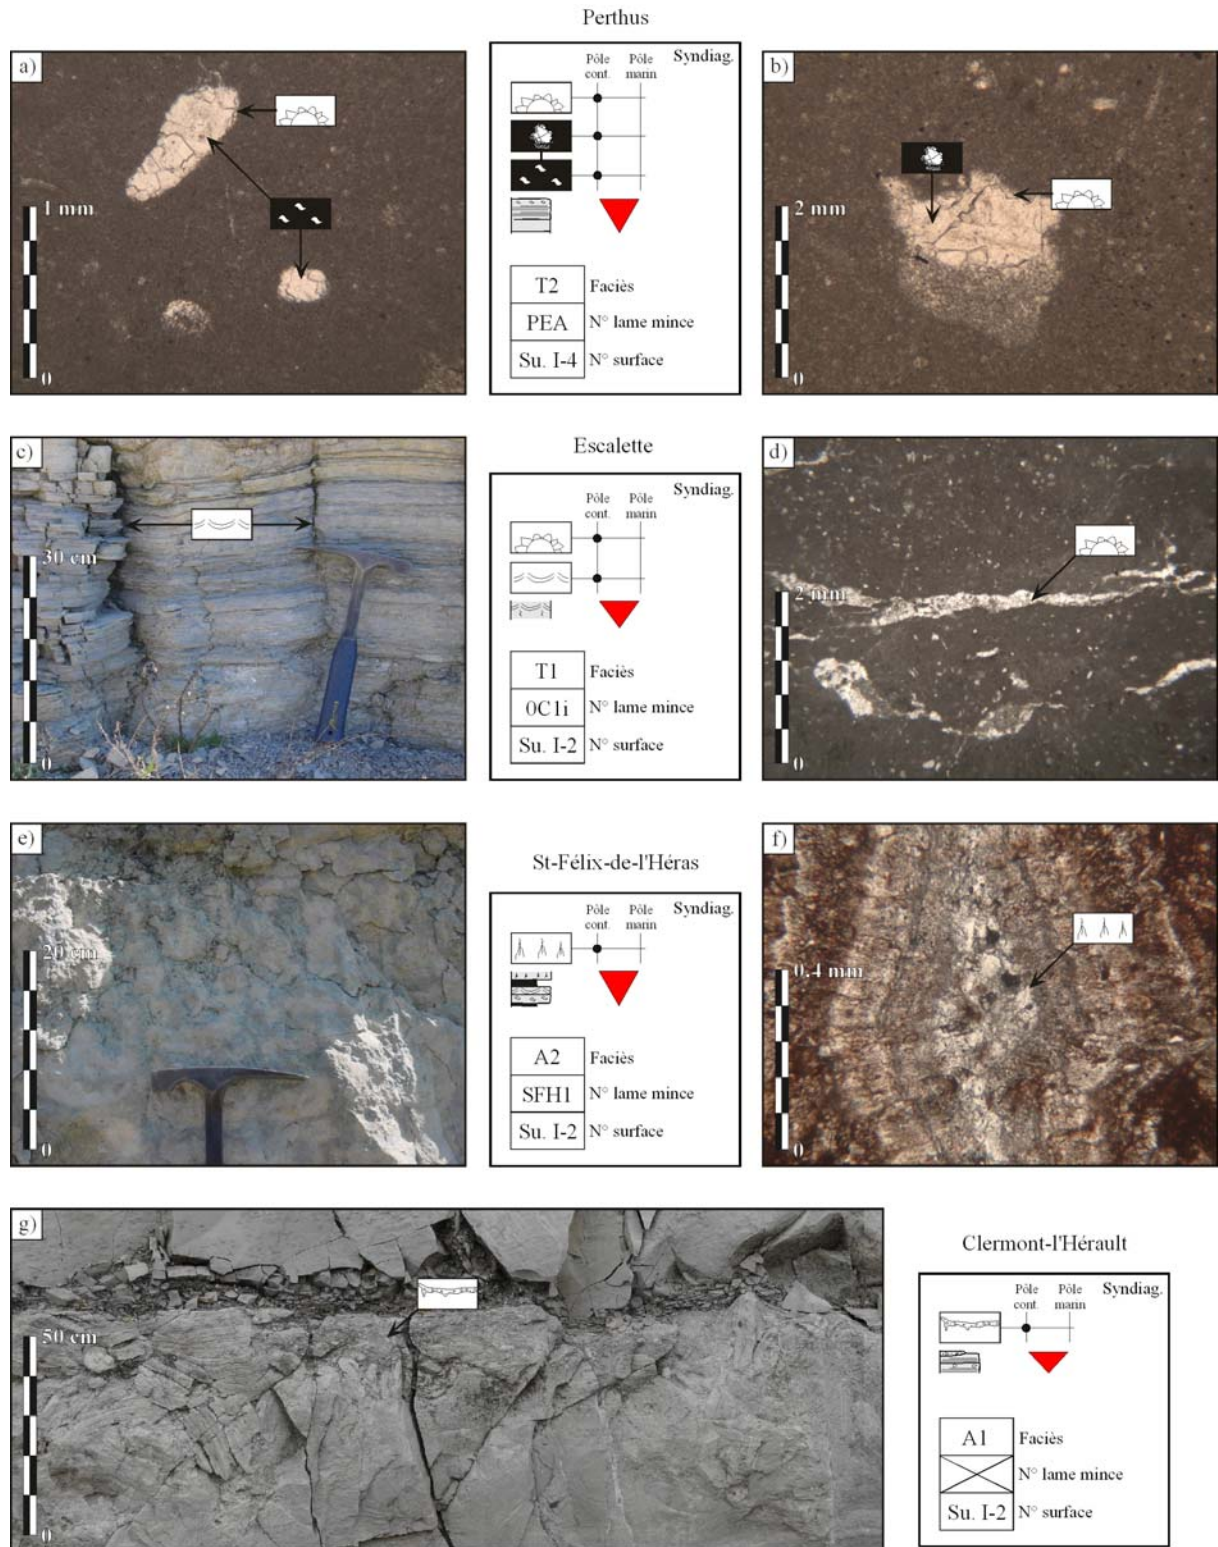 Perthus
a)
1 mm
0
Syndiag.
Pôle cont.
Pôle marin
T2 Faciès
PEA N° lame mince
Su. I-4 N° surface
b)
2 mm
0
Escalette
c)
30 cm
0
Syndiag.
Pôle cont.
Pôle marin
T1 Faciès
0C1i N° lame mince
Su. I-2 N° surface
d)
2 mm
0
St-Félix-de-l'Héras
e)
20 cm
0
Syndiag.
Pôle cont.
Pôle marin
A2 Faciès
SFH1 N° lame mince
Su. I-2 N° surface
f)
0.4 mm
0
g)
50 cm
0
Clermont-l'Hérault
Syndiag.
Pôle cont.
Pôle marin
A1 Faciès
N° lame mince
Su. I-2 N° surface